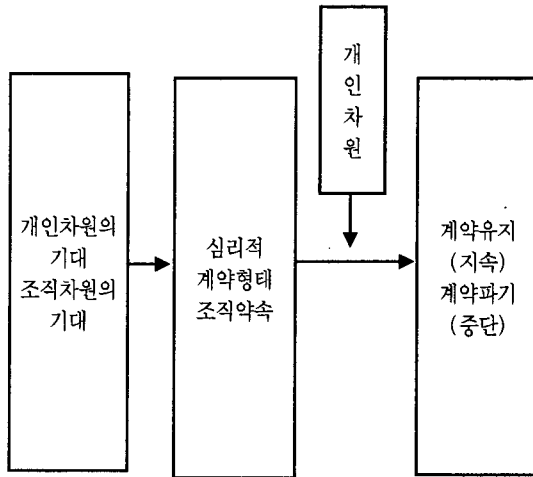 개
인
차
원
개인차원의
기대
조직차원의
기대
심리적
계약형태
조직약속
계약유지
(지속)
계약파기
(중단)